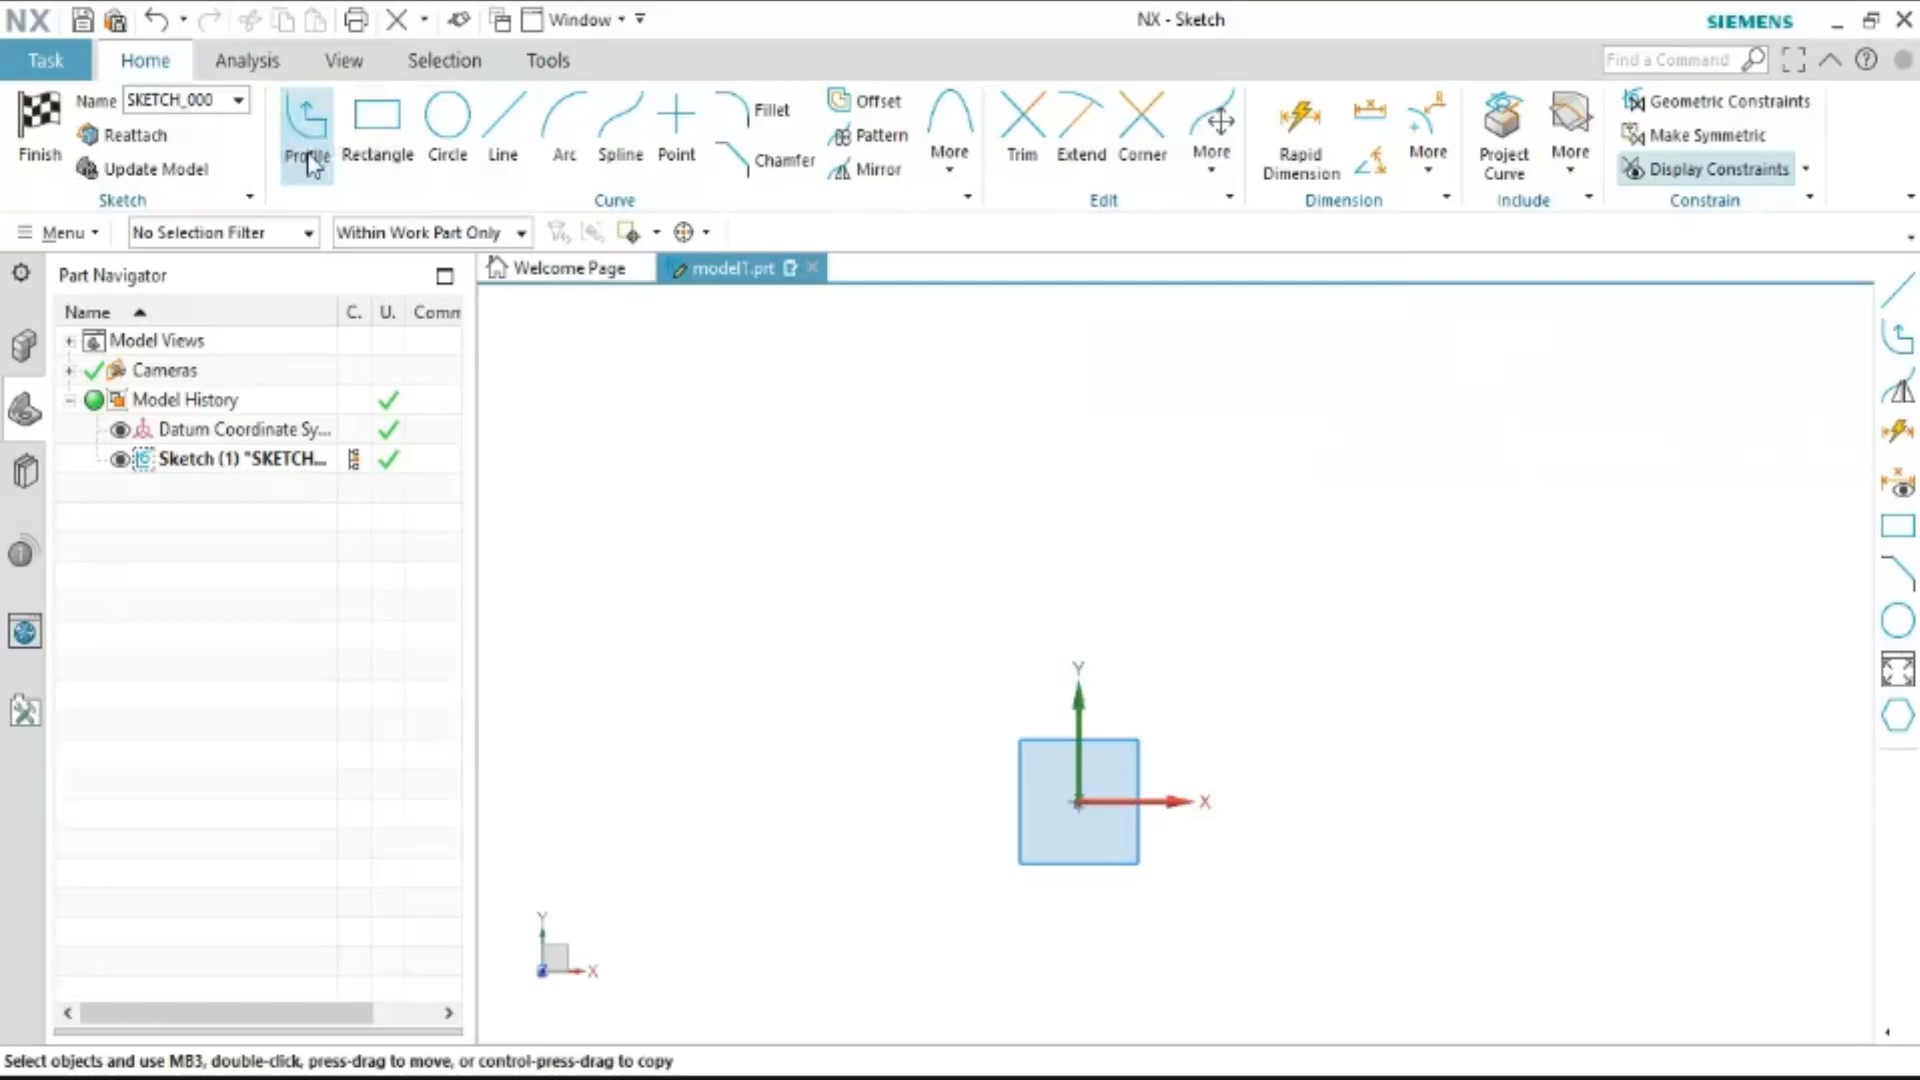 NX
Window
NX - Sketch
SIEMENS
Task
Home
Analysis
View
Selection
Tools
Find a Command
Finish
Name SKETCH_000
Reattach
Update Model
Sketch
Profile
Rectangle
Circle
Line
Arc
Spline
Point
Fillet
Chamfer
Offset
Pattern
Mirror
More
Curve
Trim
Extend
Corner
More
Edit
Rapid
Dimension
More
Dimension
Project
Curve
More
Include
Geometric Constraints
Make Symmetric
Display Constraints
Constrain
Menu
No Selection Filter
Within Work Part Only
Part Navigator
Welcome Page
model1.prt
Name
C.
U.
Comm
Model Views
Cameras
Model History
Datum Coordinate Sy...
Sketch (1) "SKETCH...
Y
X
Y
X
Select objects and use MB3, double-click, press-drag to move, or control-press-drag to copy